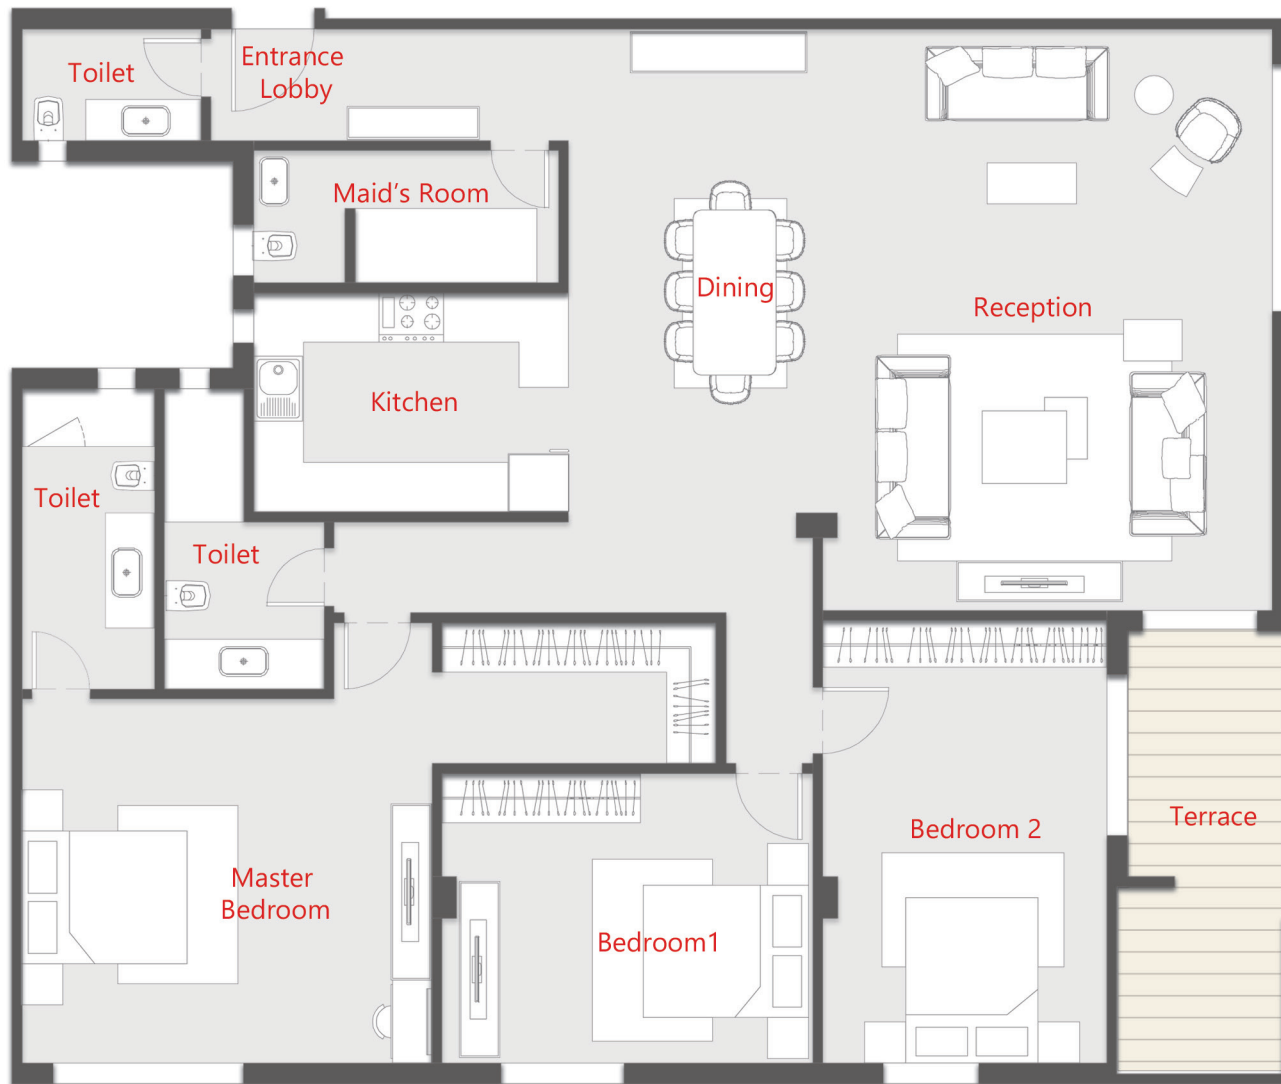 Toilet
Entrance
Lobby
Maid's Room
Dining
Reception
Kitchen
Toilet
Toilet
Terrace
Bedroom 2
Master
Bedroom
Bedroom1